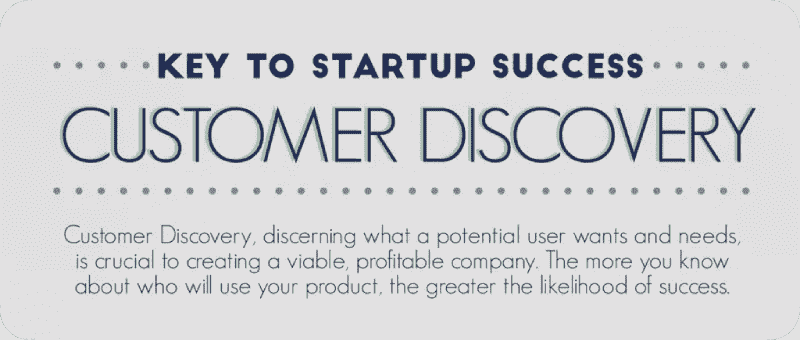 KEY TO STARTUP SUCCESS
CUSTOMER DISCOVERY
Customer Discovery, discerning what a potential user wants and needs,
is crucial to creating a viable, profitable company. The more you know
about who will use your product, the greater the likelihood of success.